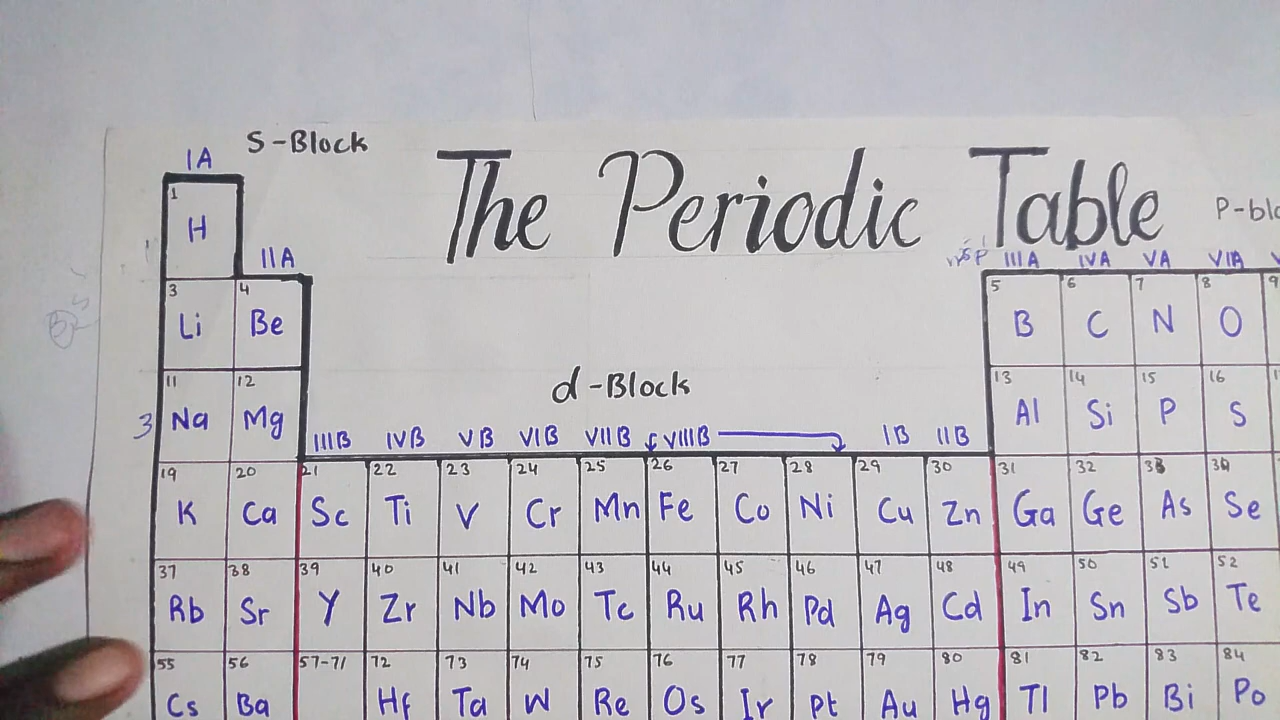 S-Block
IA
The Periodic Table
P-blo
1
H
IIA
IIIA IVA VA VIA V
3 4 5 6 7 8 9
Li Be B C N O
d-Block
11 12 13 14 15 16 1
3 Na Mg Al Si P S
IIIB IVB VB VIB VIIB VIIIB IB IIB
19 20 21 22 23 24 25 26 27 28 29 30 31 32 33 34
K Ca Sc Ti V Cr Mn Fe Co Ni Cu Zn Ga Ge As Se
37 38 39 40 41 42 43 44 45 46 47 48 49 50 51 52
Rb Sr Y Zr Nb Mo Tc Ru Rh Pd Ag Cd In Sn Sb Te
55 56 57-71 72 73 74 75 76 77 78 79 80 81 82 83 84
Cs Ba Hf Ta W Re Os Ir Pt Au Hg Tl Pb Bi Po